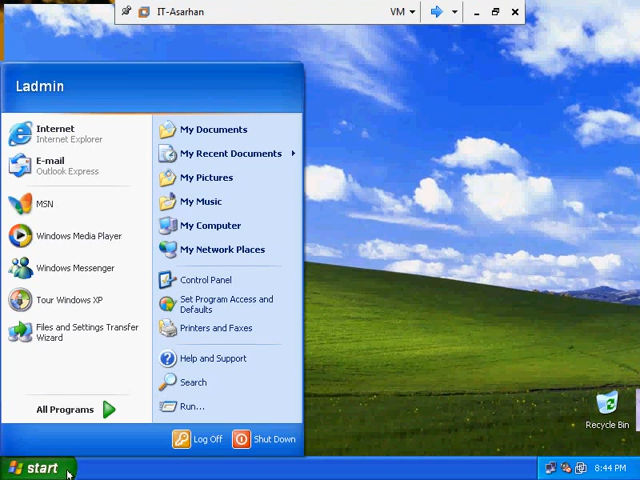 IT-Asarhan
VM
Ladmin
Internet
Internet Explorer
E-mail
Outlook Express
MSN
Windows Media Player
Windows Messenger
Tour Windows XP
Files and Settings Transfer
Wizard
All Programs
My Documents
My Recent Documents
My Pictures
My Music
My Computer
My Network Places
Control Panel
Set Program Access and
Defaults
Printers and Faxes
Help and Support
Search
Run...
Log Off
Shut Down
Recycle Bin
start
8:44 PM